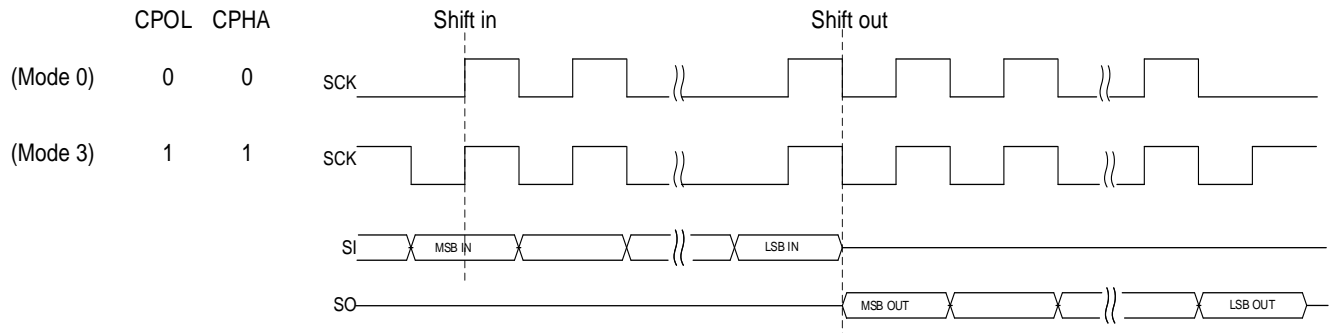 CPOL CPHA Shift in Shift out
(Mode 0) 0 0 SCK
(Mode 3) 1 1 SCK
SI MSB IN LSB IN
SO MSB OUT LSB OUT